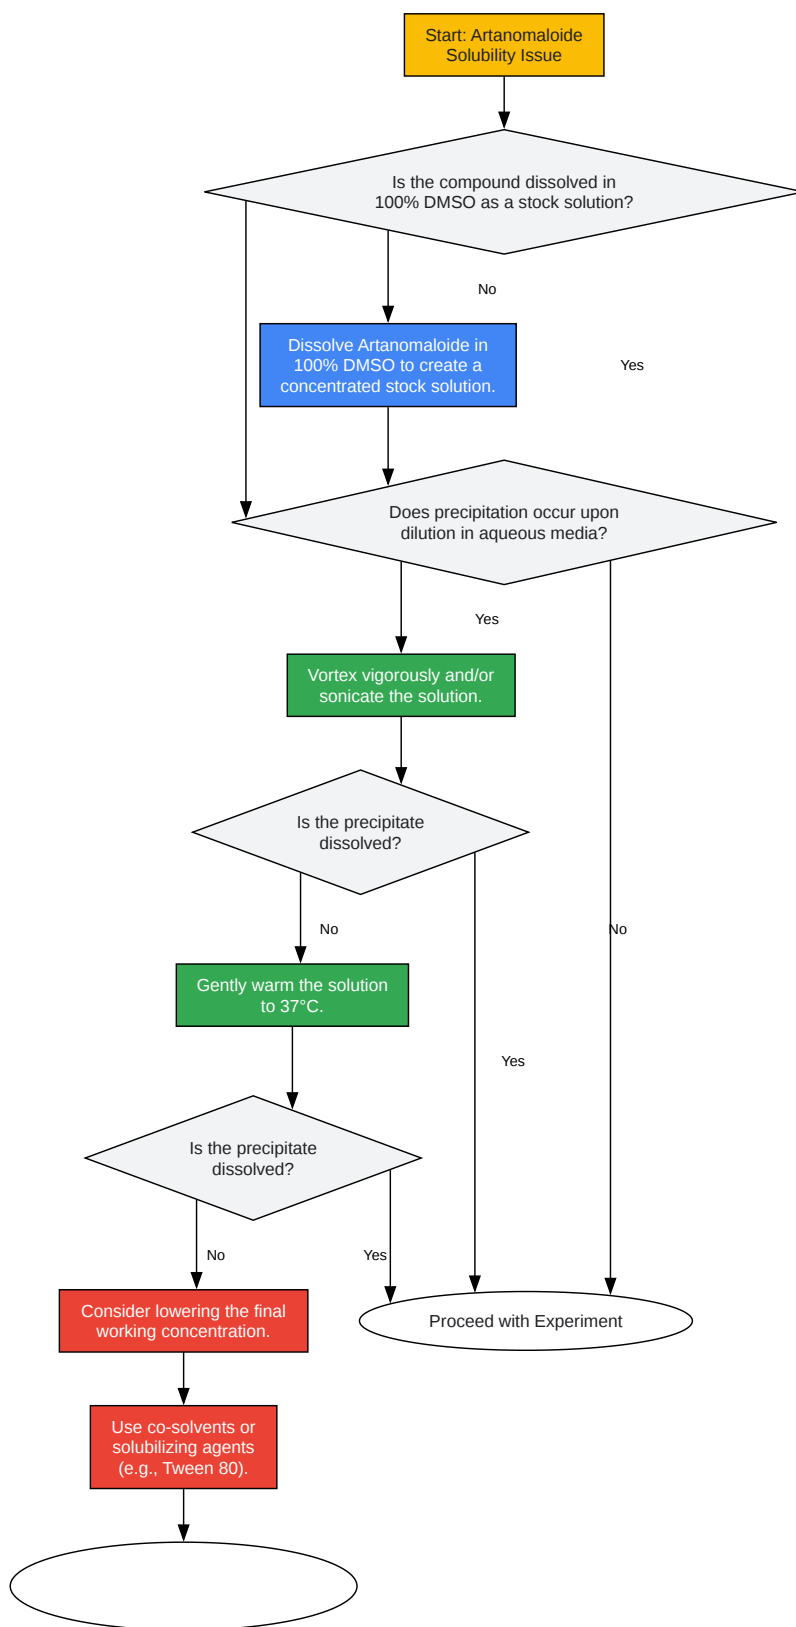 Start: Artanomaloide
Solubility Issue
Is the compound dissolved in
100% DMSO as a stock solution?
No
Dissolve Artanomaloide in
100% DMSO to create a
concentrated stock solution.
Yes
Does precipitation occur upon
dilution in aqueous media?
Yes
Vortex vigorously and/or
sonicate the solution.
Is the precipitate
dissolved?
No
No
Gently warm the solution
to 37°C.
Yes
Is the precipitate
dissolved?
No
Yes
Consider lowering the final
working concentration.
Proceed with Experiment
Use co-solvents or
solubilizing agents
(e.g., Tween 80).